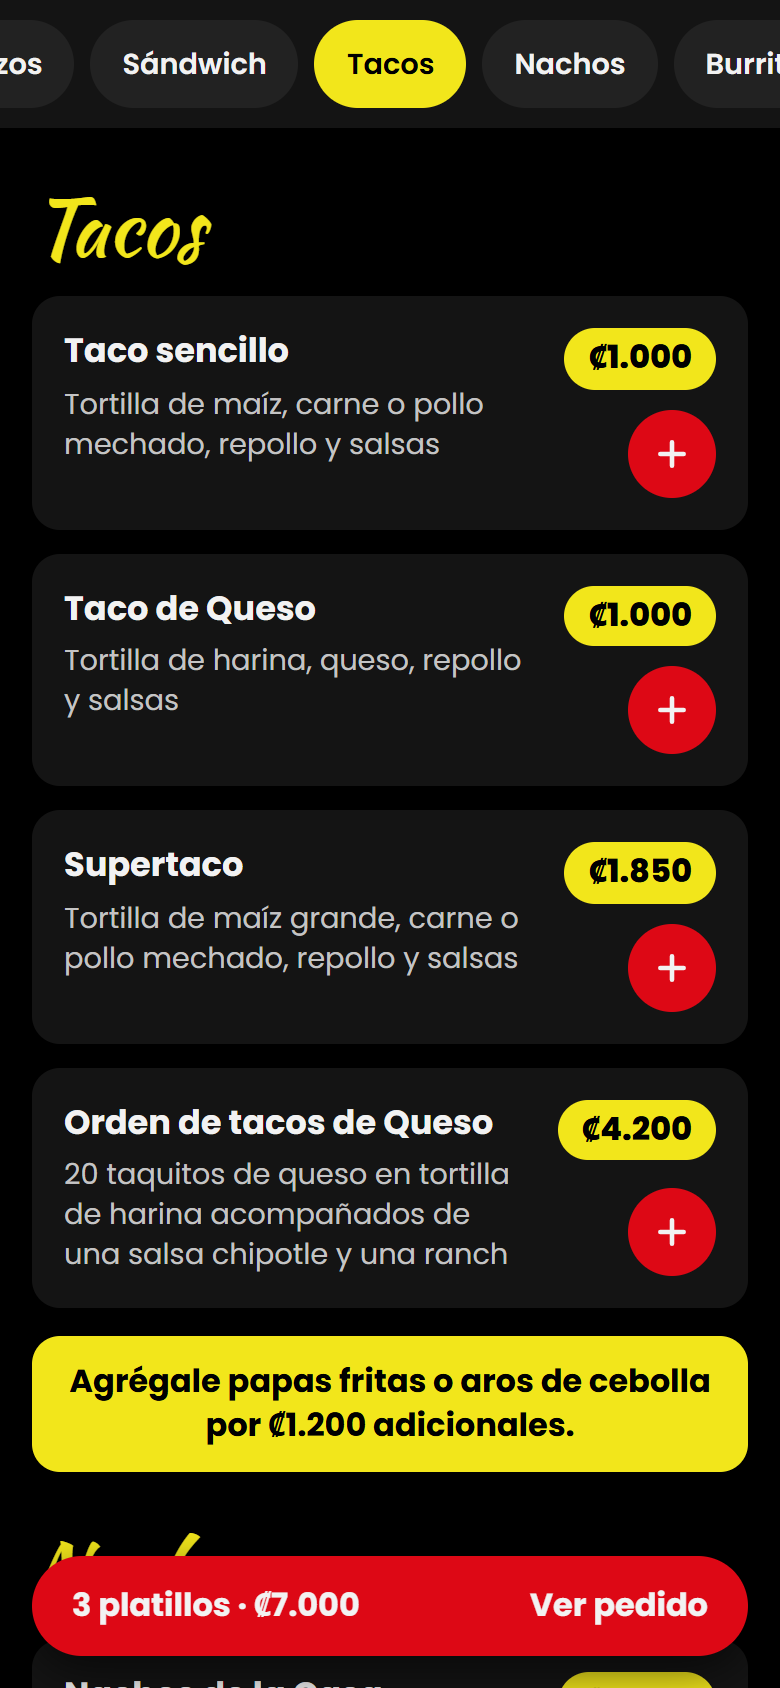 Sándwich
Tacos
Nachos
Tacos
Taco sencillo
₡1.000
Tortilla de maíz, carne o pollo
mechado, repollo y salsas
Taco de Queso
₡1.000
Tortilla de harina, queso, repollo
y salsas
Supertaco
₡1.850
Tortilla de maíz grande, carne o
pollo mechado, repollo y salsas
Orden de tacos de Queso
₡4.200
20 taquitos de queso en tortilla
de harina acompañados de
una salsa chipotle y una ranch
Agrégale papas fritas o aros de cebolla
por ₡1.200 adicionales.
3 platillos · ₡7.000
Ver pedido